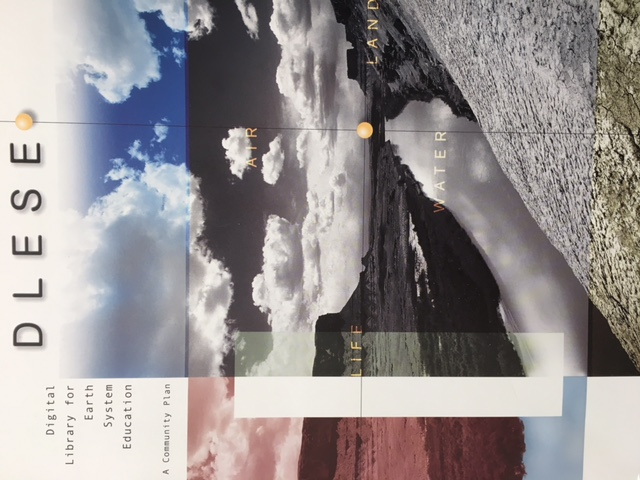 DLESE
Digital
Library for
Earth
System
Education
A Community Plan
AIR
LAND
WATER
LIFE